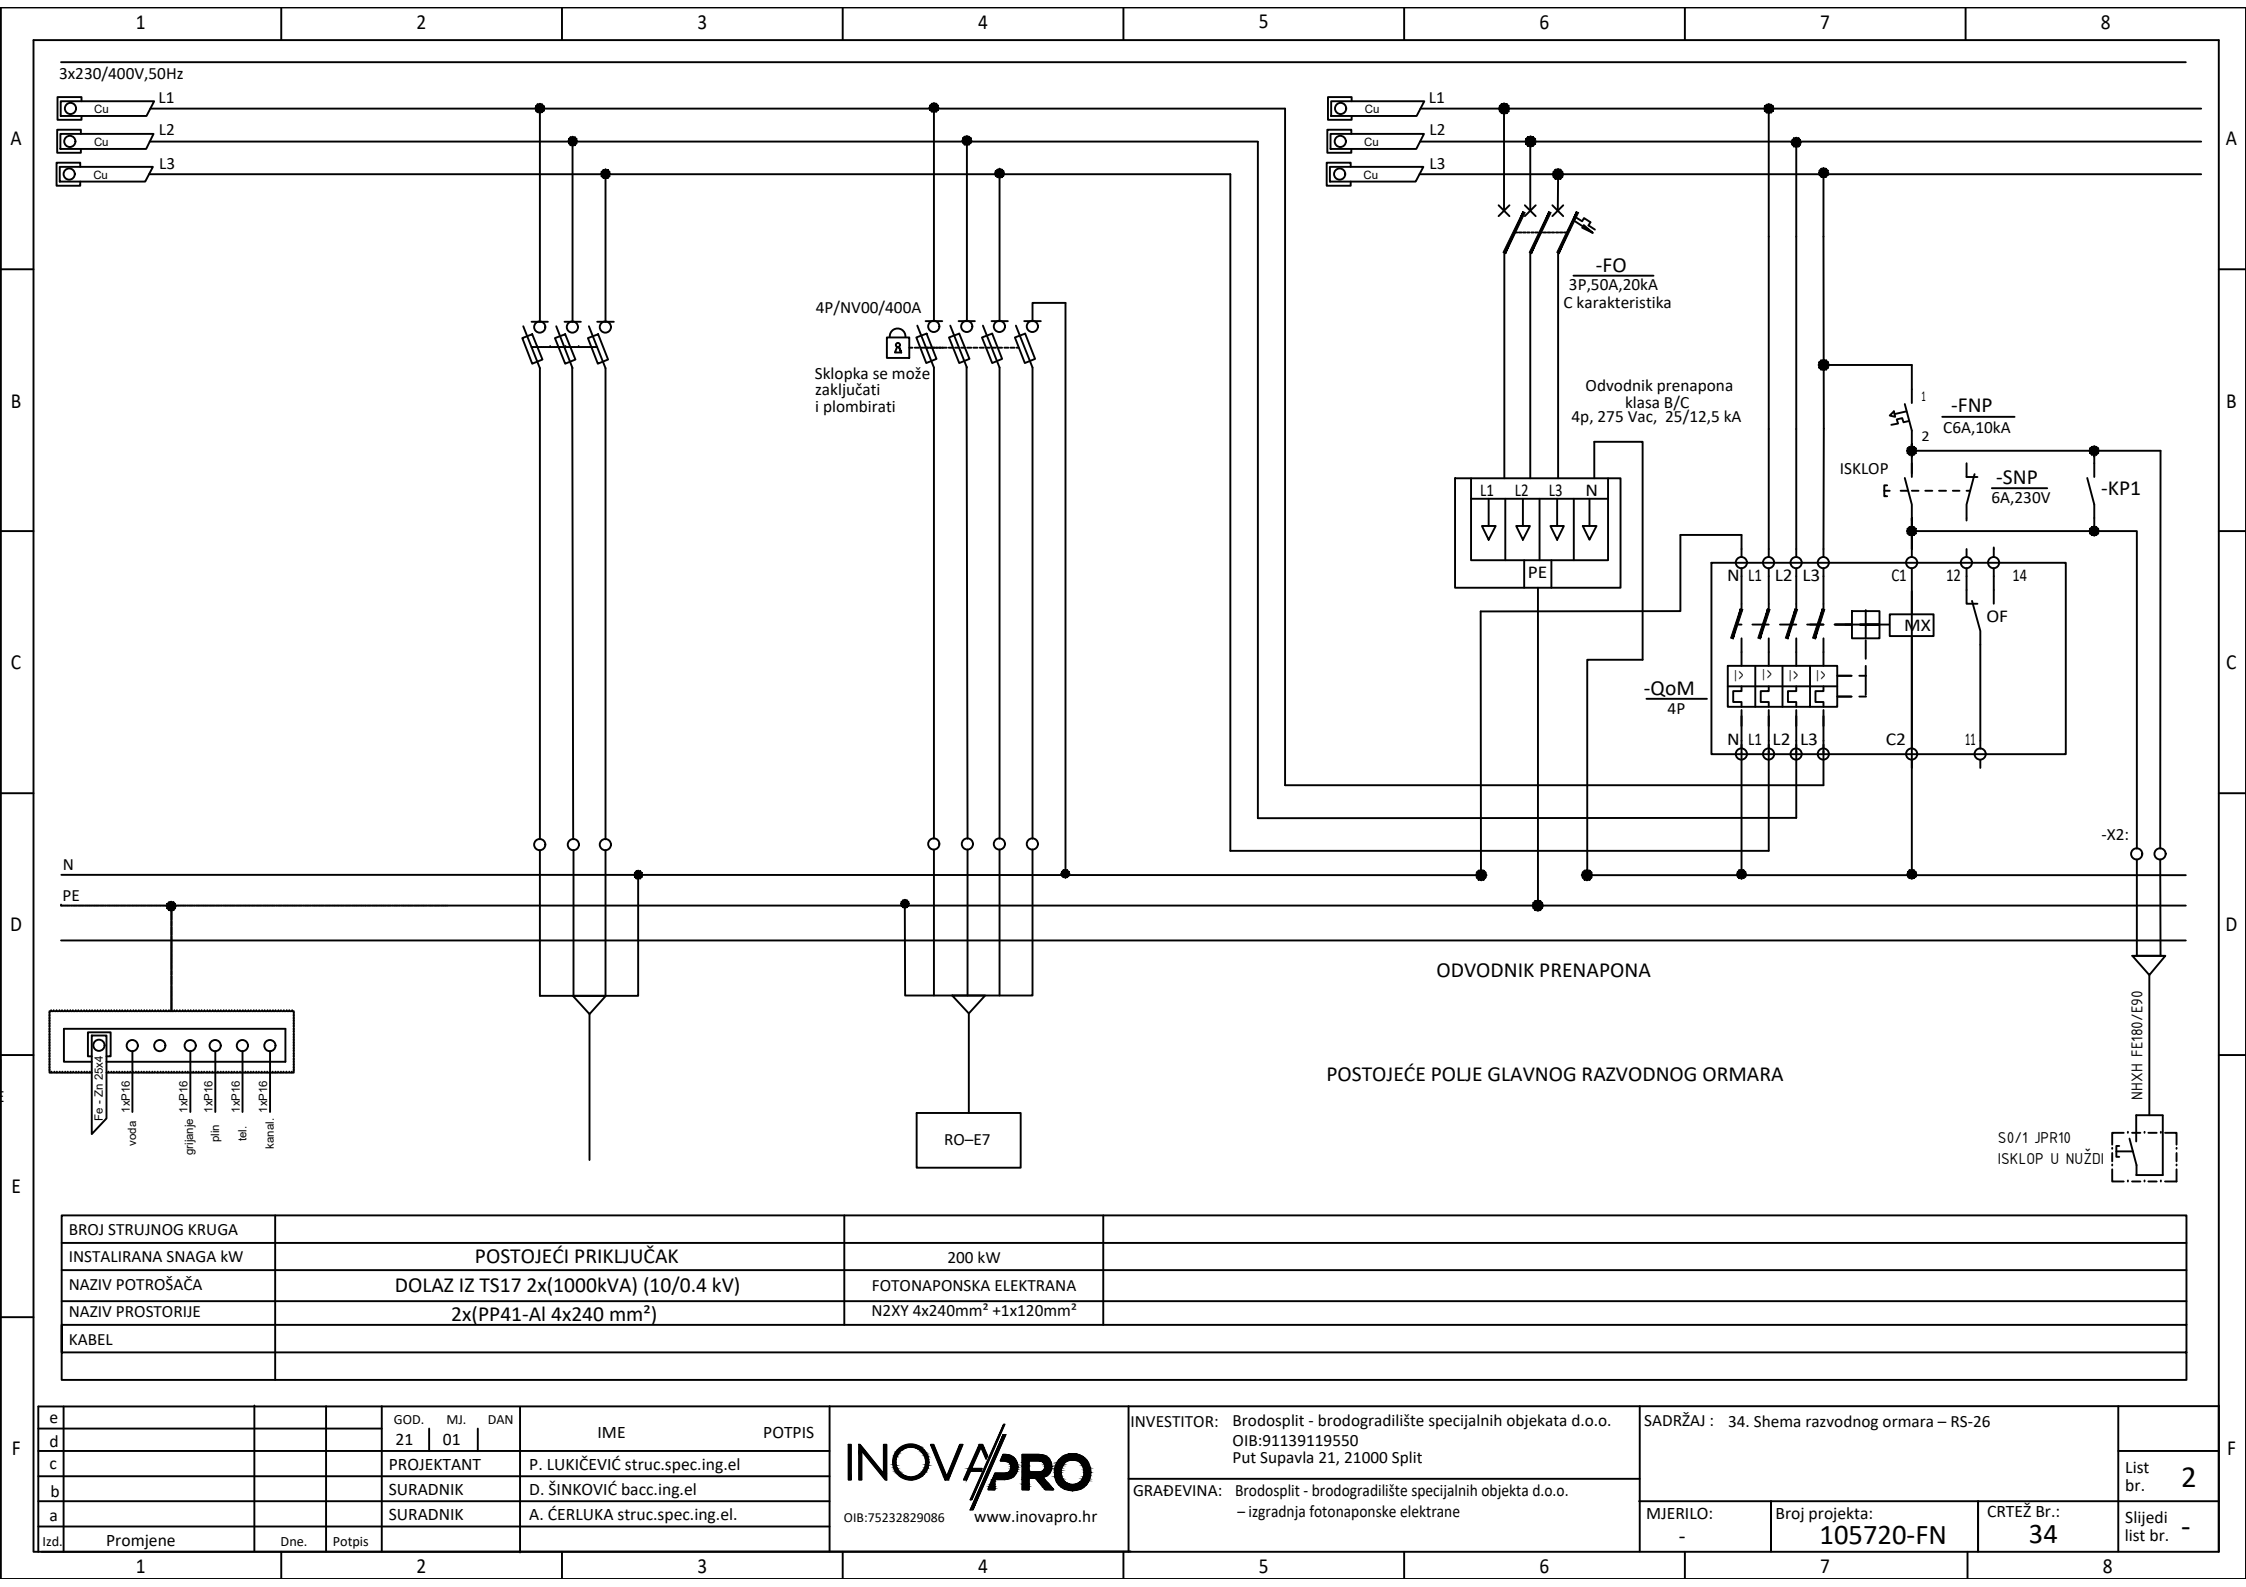 1 2 3 4 5 6 7 8
3x230/400V,50Hz
Cu L1
Cu L2
Cu L3
Cu L1
Cu L2
Cu L3
A A
B B
C C
D D
E
F F
-FO
3P,50A,20kA
C karakteristika
4P/NV00/400A
8
Sklopka se može
zaključati
i plombirati
Odvodnik prenapona
klasa B/C
4p, 275 Vac, 25/12,5 kA
L1 L2 L3 N
PE
1
2
-FNP
C6A,10kA
ISKLOP
-SNP
6A,230V
-KP1
N L1 L2 L3 C1 12 14
MX
OF
I> I> I> I>
-QoM
4P
N L1 L2 L3 C2 11
-X2:
N
PE
ODVODNIK PRENAPONA
POSTOJEĆE POLJE GLAVNOG RAZVODNOG ORMARA
NHXH FE180/E90
S0/1 JPR10
ISKLOP U NUŽDI
Fe - Zn 25x4
1xP16
voda
1xP16
grijanje
1xP16
plin
1xP16
tel.
1xP16
kanal.
RO–E7
BROJ STRUJNOG KRUGA
INSTALIRANA SNAGA kW POSTOJEĆI PRIKLJUČAK 200 kW
NAZIV POTROŠAČA DOLAZ IZ TS17 2x(1000kVA) (10/0.4 kV) FOTONAPONSKA ELEKTRANA
NAZIV PROSTORIJE 2x(PP41-Al 4x240 mm²) N2XY 4x240mm² +1x120mm²
KABEL
e
d
c
b
a
Izd. Promjene Dne. Potpis
GOD. MJ. DAN
21 01
IME POTPIS
PROJEKTANT P. LUKIČEVIĆ struc.spec.ing.el
SURADNIK D. ŠINKOVIĆ bacc.ing.el
SURADNIK A. ĆERLUKA struc.spec.ing.el.
INOVAPRO
OIB:75232829086 www.inovapro.hr
INVESTITOR: Brodosplit - brodogradilište specijalnih objekata d.o.o.
OIB:91139119550
Put Supavla 21, 21000 Split
GRAĐEVINA: Brodosplit - brodogradilište specijalnih objekta d.o.o.
– izgradnja fotonaponske elektrane
SADRŽAJ : 34. Shema razvodnog ormara – RS-26
MJERILO:
-
Broj projekta:
105720-FN
CRTEŽ Br.:
34
List
br. 2
Slijedi
list br. -
1 2 3 4 5 6 7 8